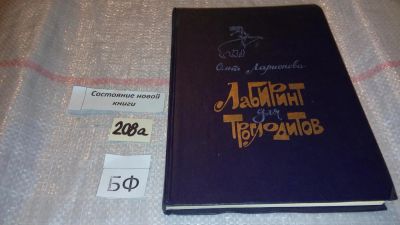 Состояние новой
книги
208а
БФ
Ольга Ларионова
Лабиринт
для
Троглодитов